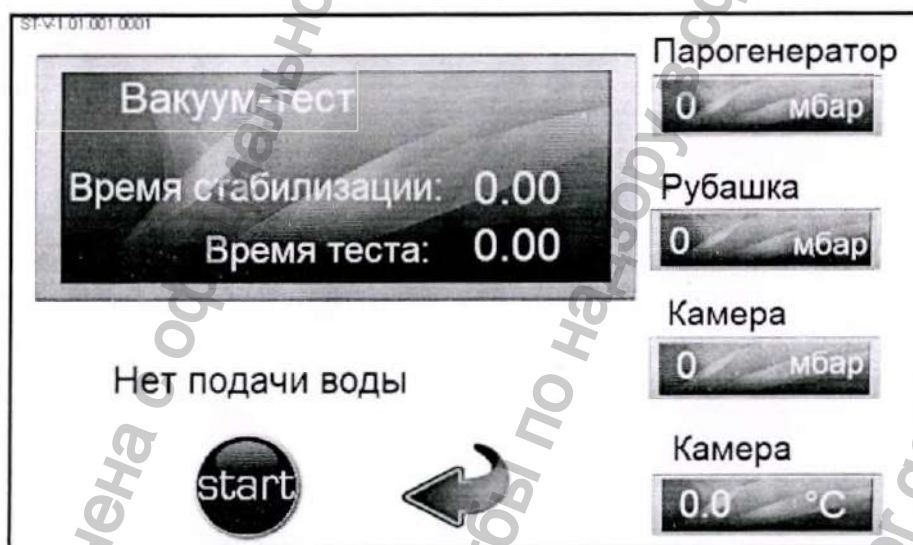 ST-V-1.01.001.0001
Вакуум-тест
Время стабилизации: 0.00
Время теста: 0.00
Нет подачи воды
start
Парогенератор
0 мбар
Рубашка
0 мбар
Камера
0 мбар
Камера
0.0 °C